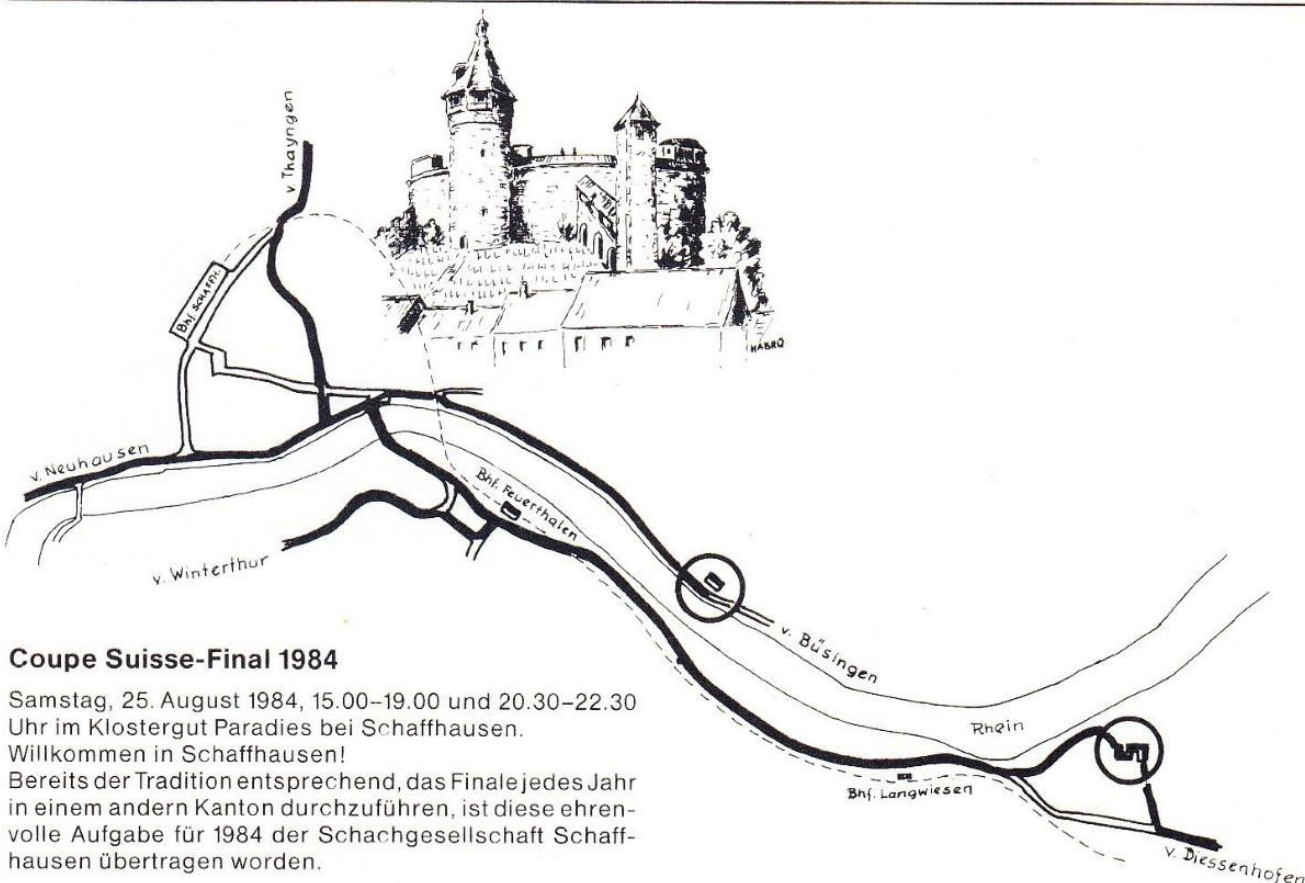 v. Thayngen
Bhf. SCHAFFH.
HABRQ
v. Neuhausen
Bhf. Feuerthalen
v. Winterthur
v. Büsingen
Rhein
Bhf. Langwiesen
v. Diessenhofen
Coupe Suisse-Final 1984
Samstag, 25. August 1984, 15.00–19.00 und 20.30–22.30
Uhr im Klostergut Paradies bei Schaffhausen.
Willkommen in Schaffhausen!
Bereits der Tradition entsprechend, das Finale jedes Jahr
in einem andern Kanton durchzuführen, ist diese ehren-
volle Aufgabe für 1984 der Schachgesellschaft Schaff-
hausen übertragen worden.